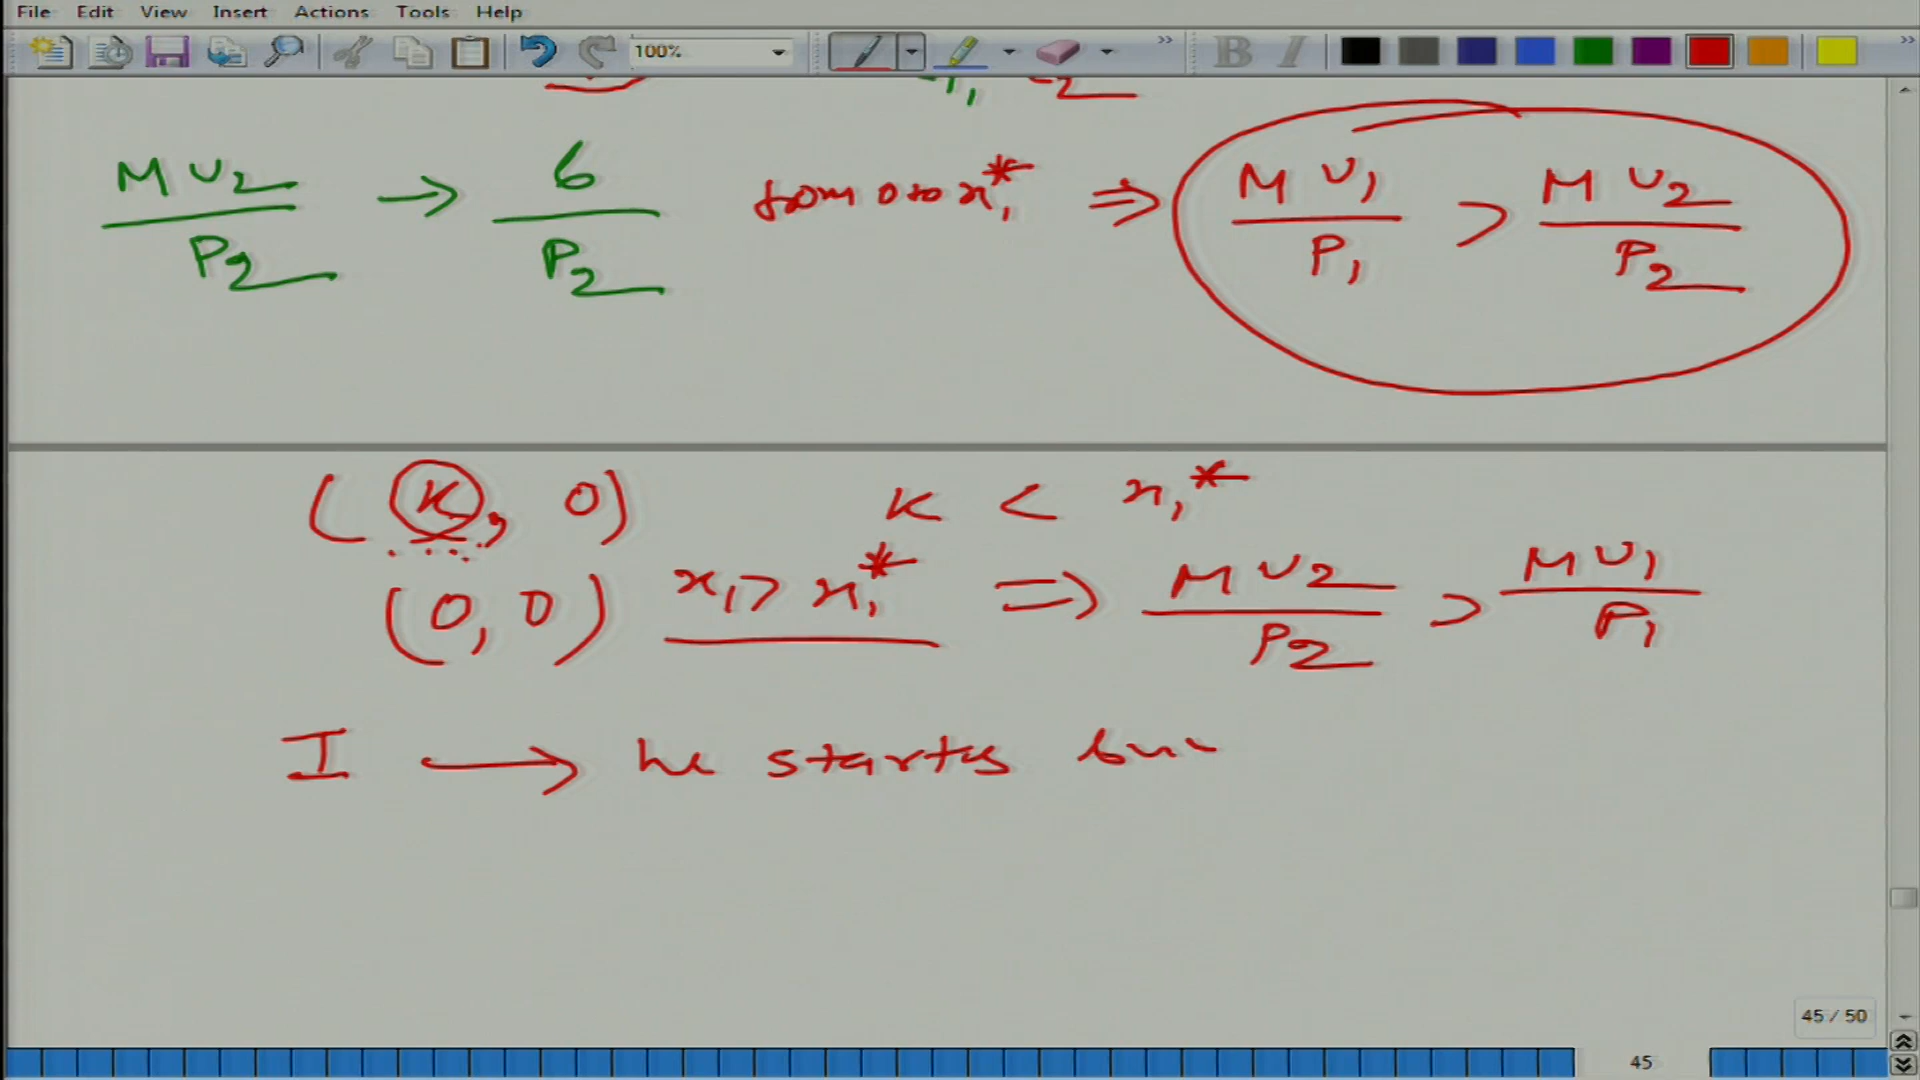 File Edit View Insert Actions Tools Help
100%
MU₂/P₂ → 6/P₂ from 0 to x₁* ⇒ MU₁/P₁ > MU₂/P₂
(K, 0) K < x₁*
(0, 0) x₁ > x₁* ⇒ MU₂/P₂ > MU₁/P₁
I → he starts
45 / 50
45